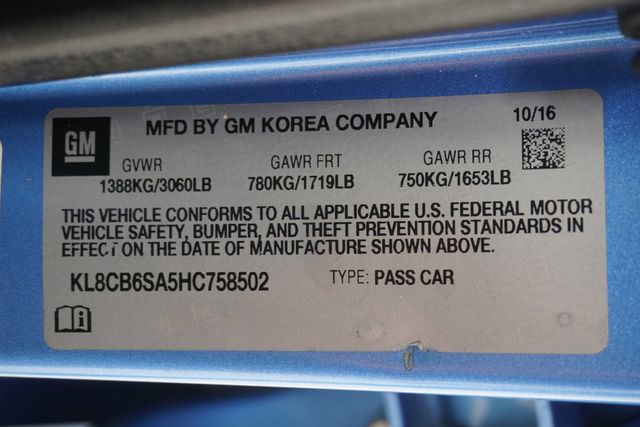 GM
MFD BY GM KOREA COMPANY
10/16
GVWR GAWR FRT GAWR RR
1388KG/3060LB 780KG/1719LB 750KG/1653LB
THIS VEHICLE CONFORMS TO ALL APPLICABLE U.S. FEDERAL MOTOR
VEHICLE SAFETY, BUMPER, AND THEFT PREVENTION STANDARDS IN
EFFECT ON THE DATE OF MANUFACTURE SHOWN ABOVE.
KL8CB6SA5HC758502 TYPE: PASS CAR